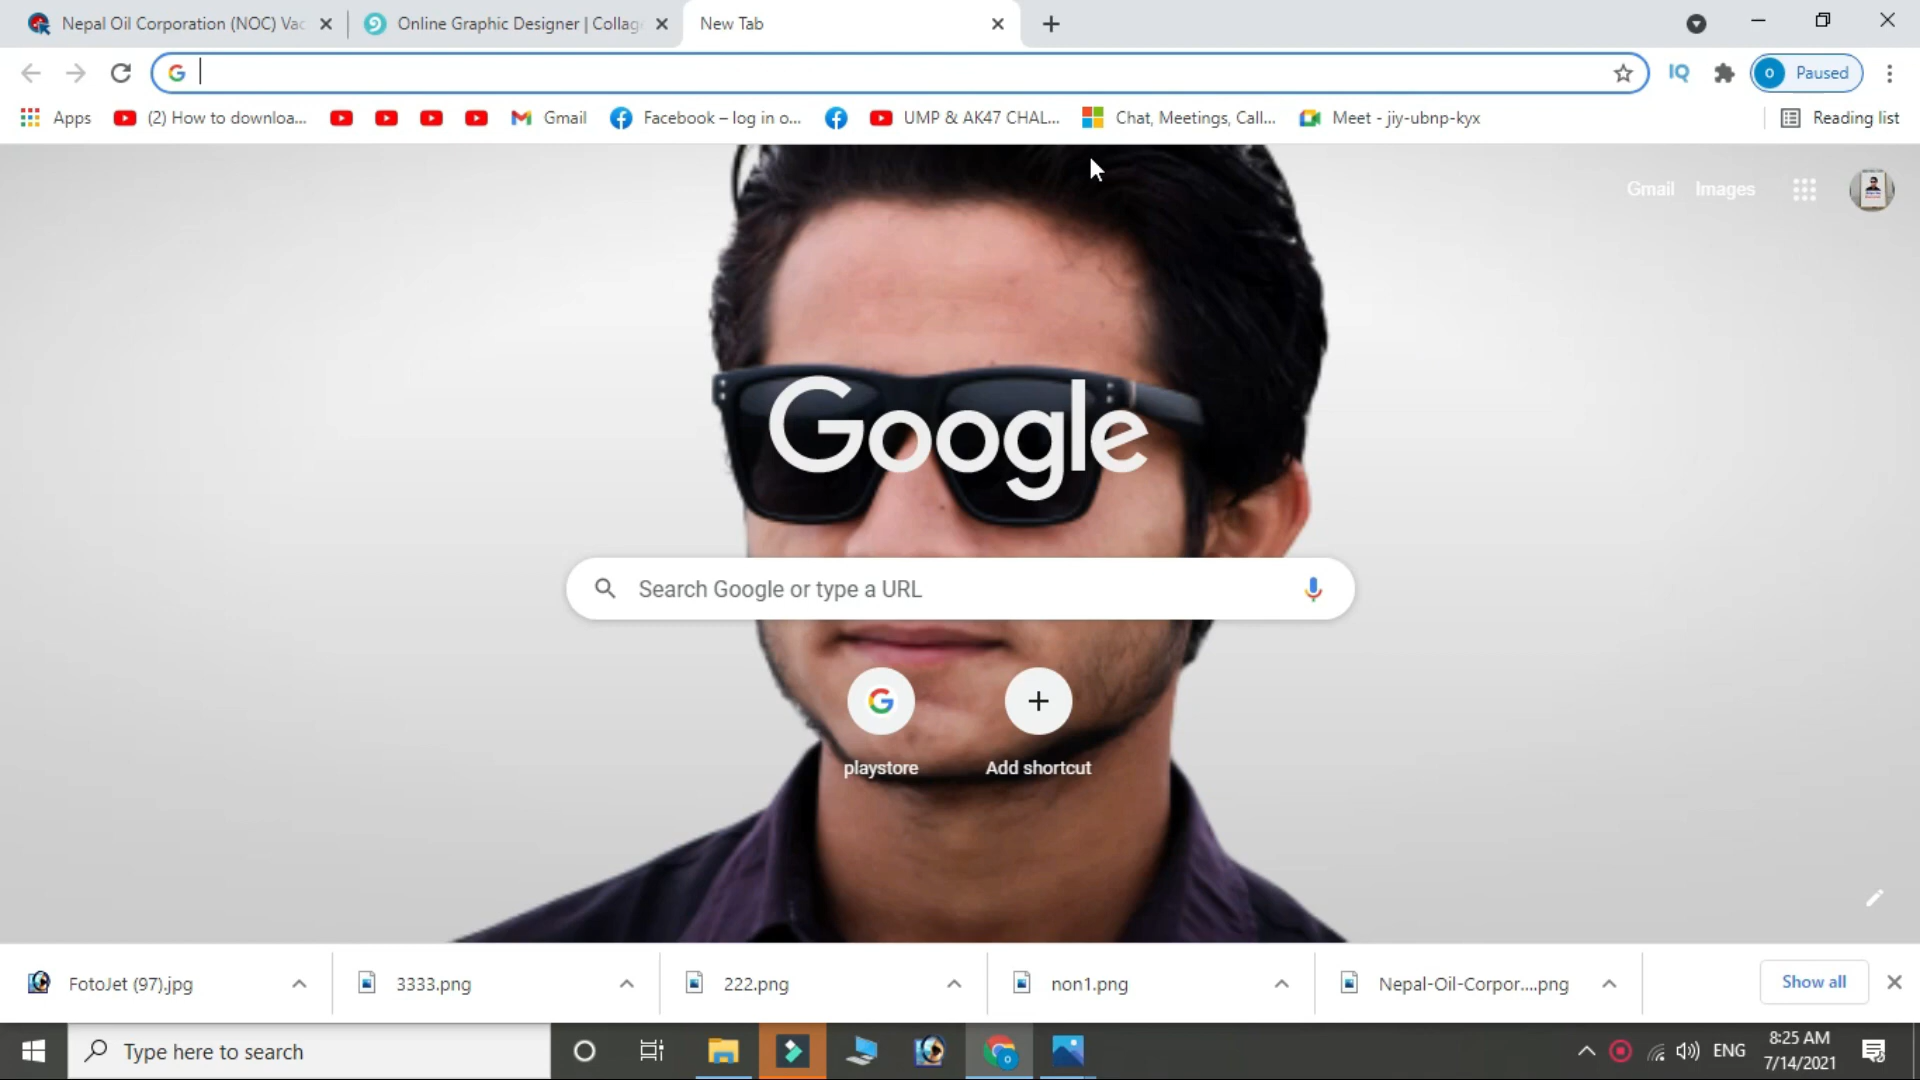 Nepal Oil Corporation (NOC) Vac
Online Graphic Designer | Collag
New Tab
IQ
o Paused
Apps
(2) How to downloa...
Gmail
Facebook – log in o...
UMP & AK47 CHAL...
Chat, Meetings, Call...
Meet - jiy-ubnp-kyx
Reading list
Gmail Images
Google
Search Google or type a URL
playstore
Add shortcut
FotoJet (97).jpg
3333.png
222.png
non1.png
Nepal-Oil-Corpor....png
Show all
Type here to search
ENG
8:25 AM
7/14/2021